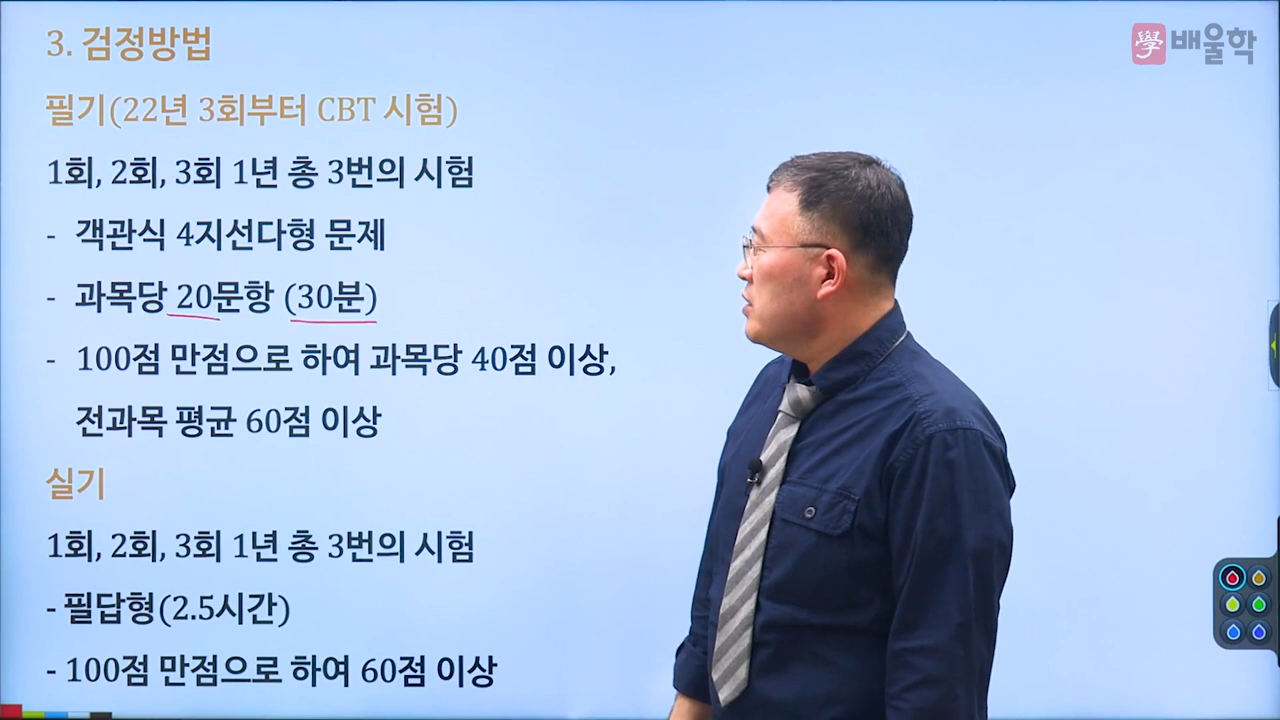 3. 검정방법
學 배울학
필기(22년 3회부터 CBT 시험)
1회, 2회, 3회 1년 총 3번의 시험
- 객관식 4지선다형 문제
- 과목당 20문항 (30분)
- 100점 만점으로 하여 과목당 40점 이상,
전과목 평균 60점 이상
실기
1회, 2회, 3회 1년 총 3번의 시험
- 필답형(2.5시간)
- 100점 만점으로 하여 60점 이상